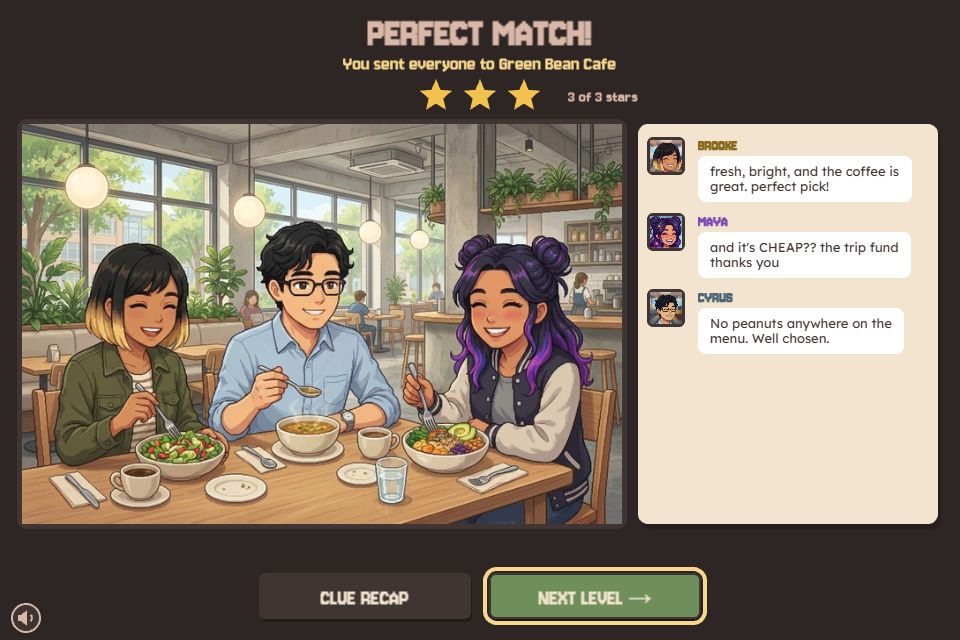 PERFECT MATCH!
You sent everyone to Green Bean Cafe
3 of 3 stars
BROOKE
fresh, bright, and the coffee is
great. perfect pick!
MAYA
and it's CHEAP?? the trip fund
thanks you
CYRUS
No peanuts anywhere on the
menu. Well chosen.
CLUE RECAP
NEXT LEVEL →